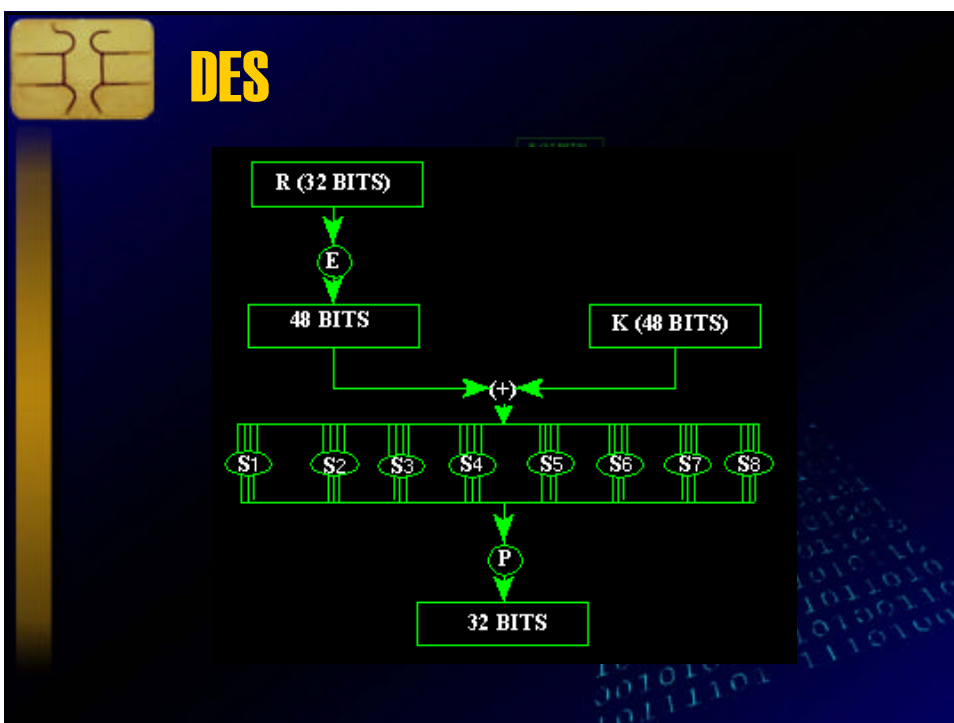 DES
R (32 BITS)
E
48 BITS
K (48 BITS)
(+)
S1 S2 S3 S4 S5 S6 S7 S8
P
32 BITS